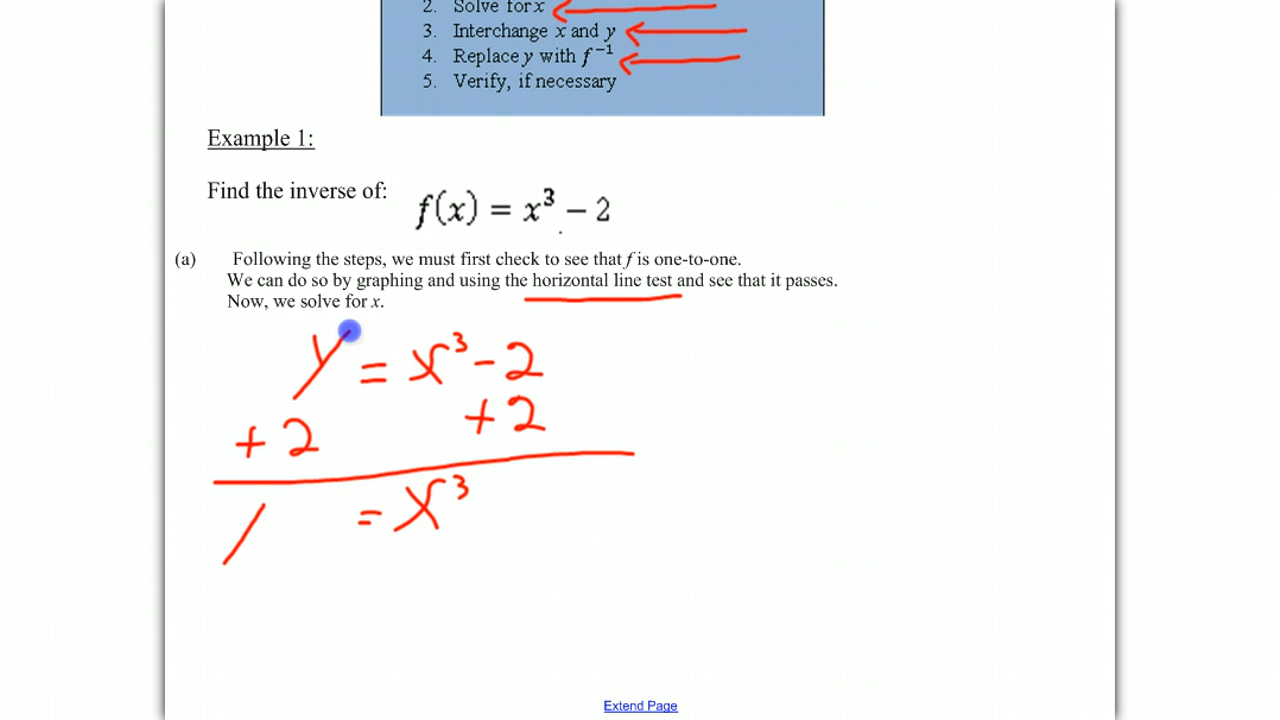 2. Solve for x
3. Interchange x and y
4. Replace y with f⁻¹
5. Verify, if necessary
Example 1:
Find the inverse of: f(x) = x³ – 2
(a) Following the steps, we must first check to see that f is one-to-one.
We can do so by graphing and using the horizontal line test and see that it passes.
Now, we solve for x.
y = x³ - 2
+ 2 + 2
/ = x³
Extend Page